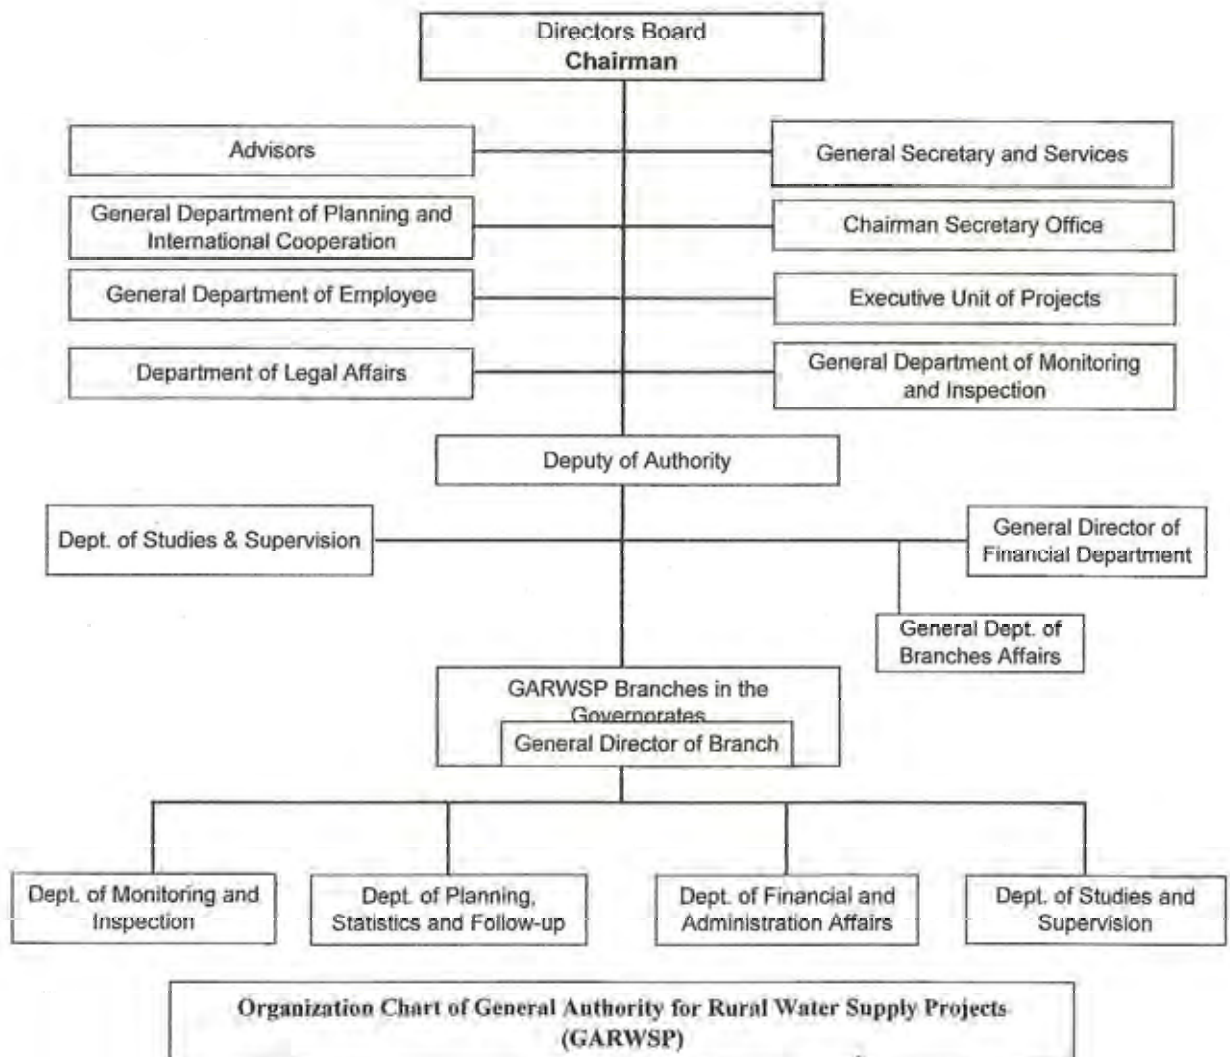 Directors Board
Chairman
Advisors
General Secretary and Services
General Department of Planning and
International Cooperation
Chairman Secretary Office
General Department of Employee
Executive Unit of Projects
Department of Legal Affairs
General Department of Monitoring
and Inspection
Deputy of Authority
Dept. of Studies & Supervision
General Director of
Financial Department
General Dept. of
Branches Affairs
GARWSP Branches in the
Governorates
General Director of Branch
Dept. of Monitoring and
Inspection
Dept. of Planning,
Statistics and Follow-up
Dept. of Financial and
Administration Affairs
Dept. of Studies and
Supervision
Organization Chart of General Authority for Rural Water Supply Projects
(GARWSP)